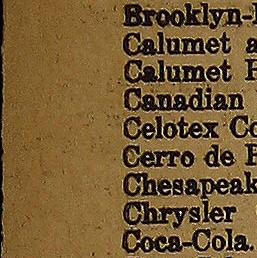 Brooklyn-
Calumet a
Calumet H
Canadian
Celotex Co
Cerro de P
Chesapeak
Chrysler
Coca-Cola.